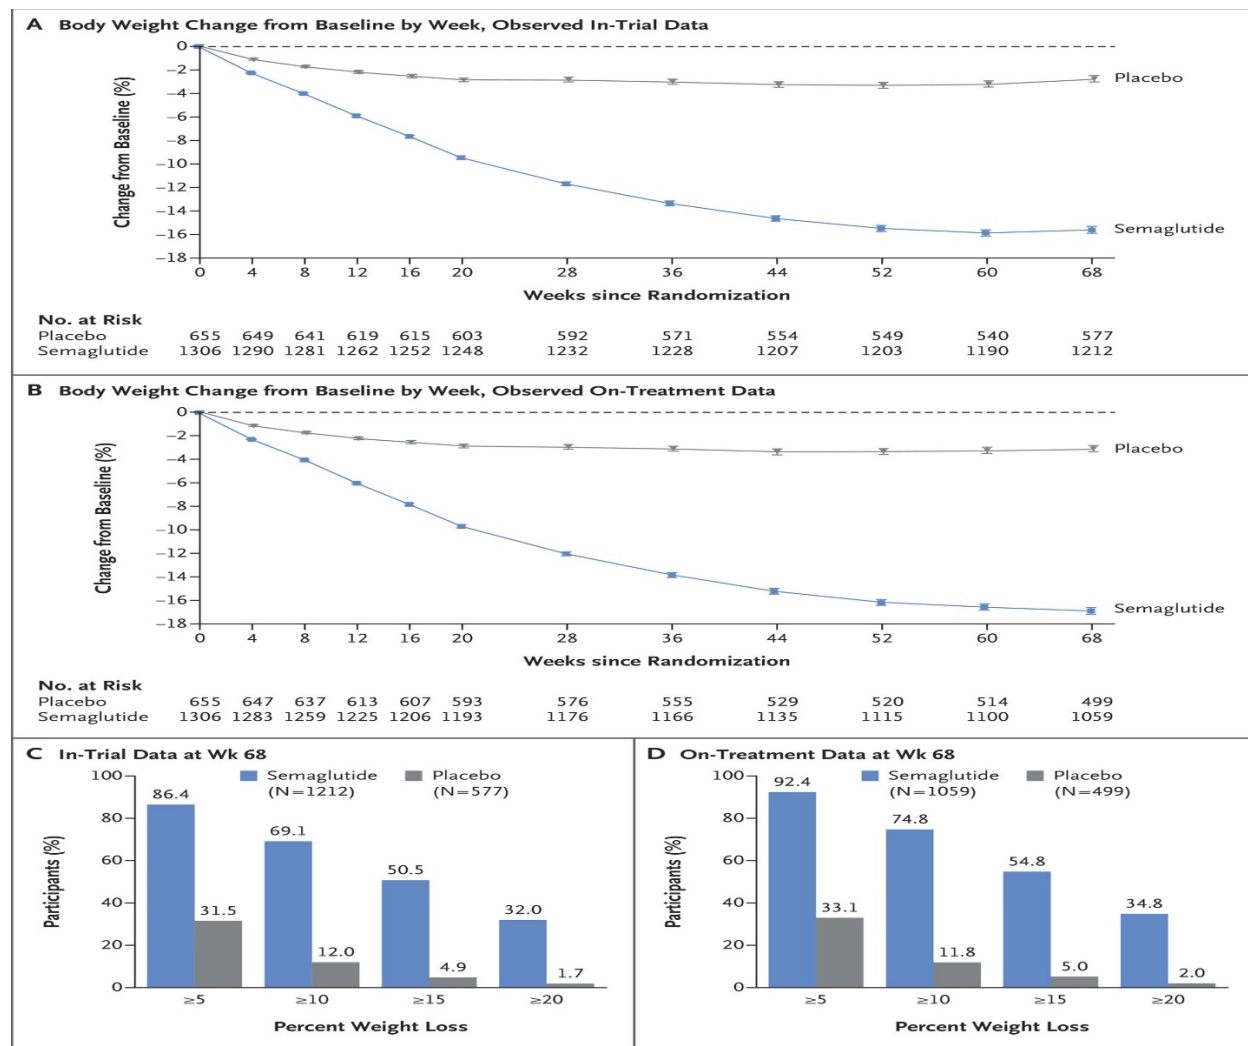 A Body Weight Change from Baseline by Week, Observed In-Trial Data
Change from Baseline (%)
0
−2
−4
−6
−8
−10
−12
−14
−16
−18
Placebo
Semaglutide
0 4 8 12 16 20 28 36 44 52 60 68
Weeks since Randomization
No. at Risk
Placebo 655 649 641 619 615 603 592 571 554 549 540 577
Semaglutide 1306 1290 1281 1262 1252 1248 1232 1228 1207 1203 1190 1212
B Body Weight Change from Baseline by Week, Observed On-Treatment Data
Change from Baseline (%)
0
−2
−4
−6
−8
−10
−12
−14
−16
−18
Placebo
Semaglutide
0 4 8 12 16 20 28 36 44 52 60 68
Weeks since Randomization
No. at Risk
Placebo 655 647 637 613 607 593 576 555 529 520 514 499
Semaglutide 1306 1283 1259 1225 1206 1193 1176 1166 1135 1115 1100 1059
C In-Trial Data at Wk 68
Semaglutide (N=1212)
Placebo (N=577)
Participants (%)
100
80
60
40
20
0
86.4 31.5 69.1 12.0 50.5 4.9 32.0 1.7
≥5 ≥10 ≥15 ≥20
Percent Weight Loss
D On-Treatment Data at Wk 68
Semaglutide (N=1059)
Placebo (N=499)
Participants (%)
100
80
60
40
20
0
92.4 33.1 74.8 11.8 54.8 5.0 34.8 2.0
≥5 ≥10 ≥15 ≥20
Percent Weight Loss